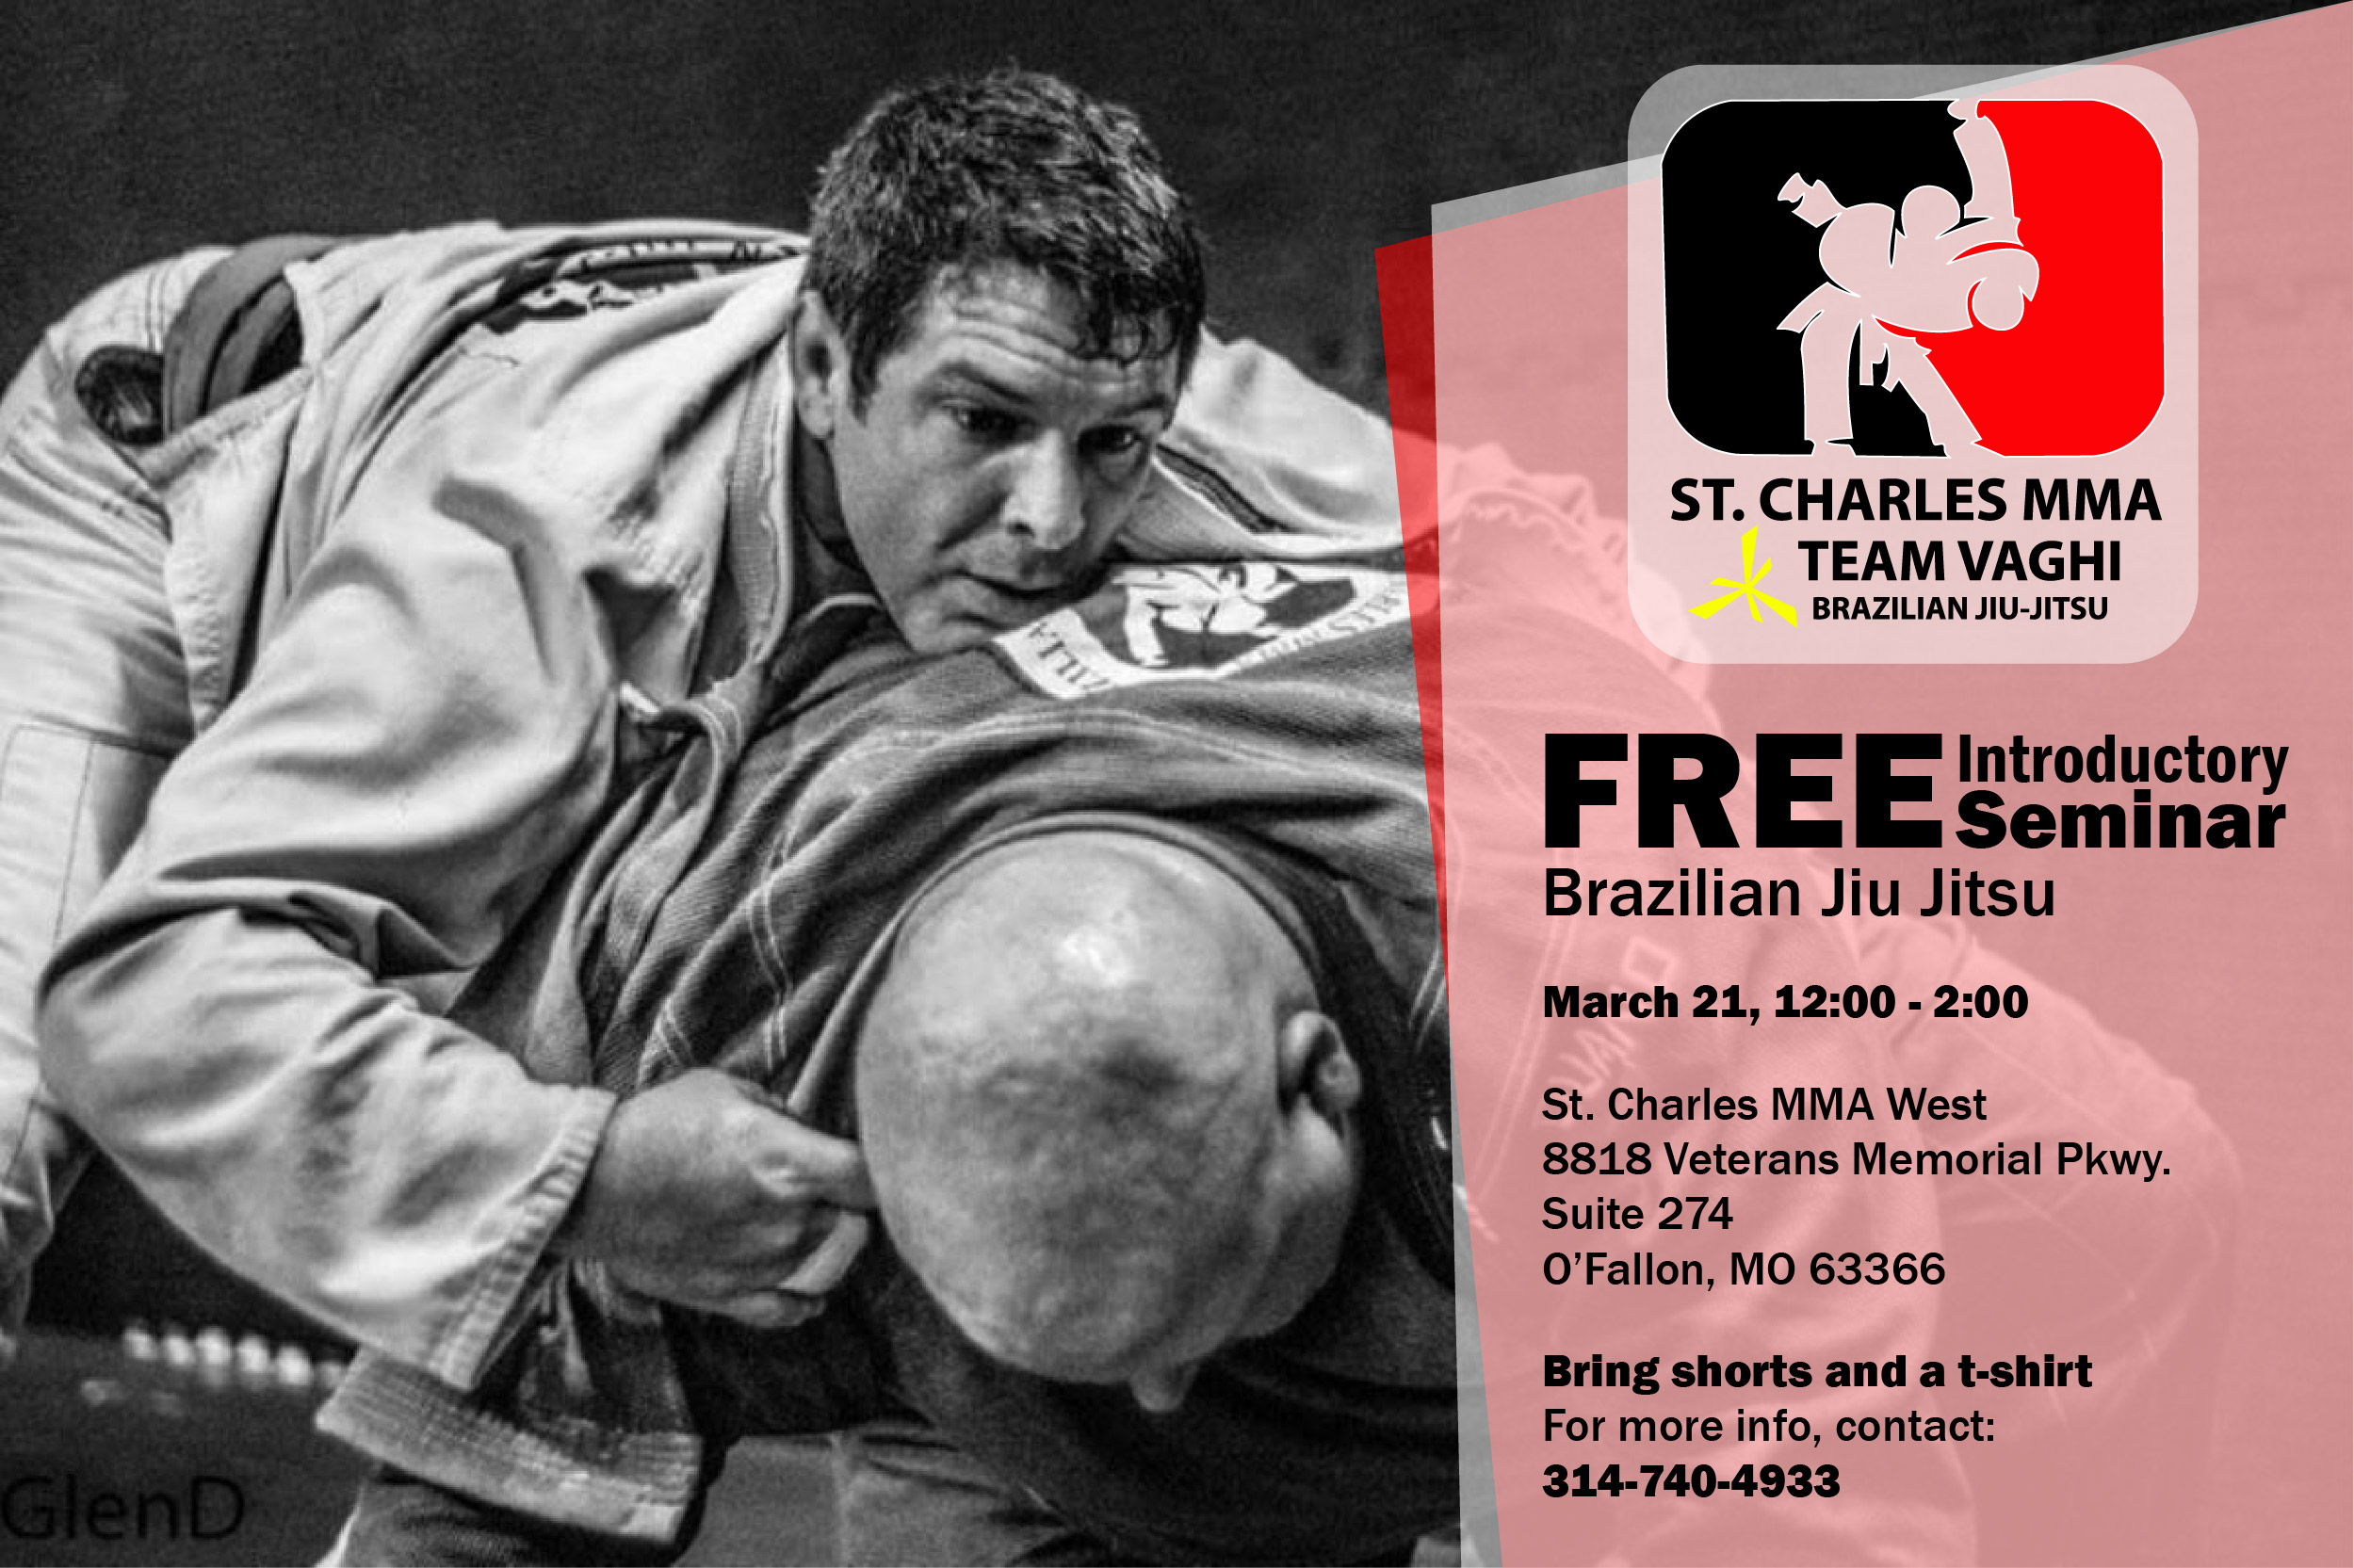 ST. CHARLES MMA
TEAM VAGHI
BRAZILIAN JIU-JITSU
FREE Introductory
Seminar
Brazilian Jiu Jitsu
March 21, 12:00 - 2:00
St. Charles MMA West
8818 Veterans Memorial Pkwy.
Suite 274
O’Fallon, MO 63366
Bring shorts and a t-shirt
For more info, contact:
314-740-4933
GlenD